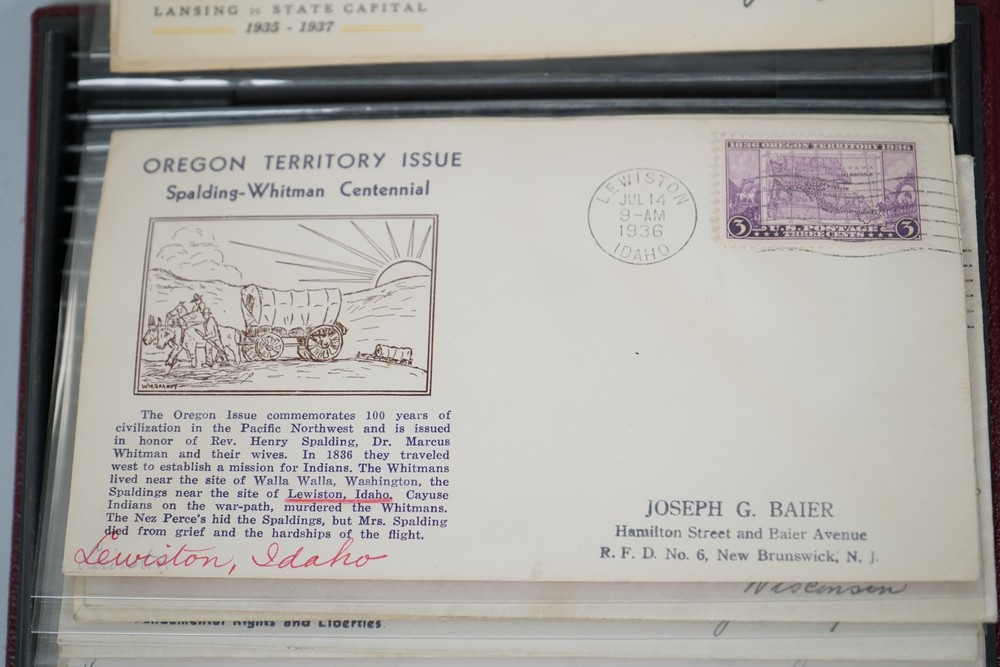 LANSING STATE CAPITAL
1935 - 1937
OREGON TERRITORY ISSUE
Spalding-Whitman Centennial
LEWISTON
JUL 14
9-AM
1936
IDAHO
1836 OREGON TERRITORY 1936
3 U.S. POSTAGE 3
THREE CENTS
The Oregon Issue commemorates 100 years of
civilization in the Pacific Northwest and is issued
in honor of Rev. Henry Spalding, Dr. Marcus
Whitman and their wives. In 1836 they traveled
west to establish a mission for Indians. The Whitmans
lived near the site of Walla Walla, Washington, the
Spaldings near the site of Lewiston, Idaho. Cayuse
Indians on the war-path, murdered the Whitmans.
The Nez Perce's hid the Spaldings, but Mrs. Spalding
died from grief and the hardships of the flight.
Lewiston, Idaho
JOSEPH G. BAIER
Hamilton Street and Baier Avenue
R. F. D. No. 6, New Brunswick, N. J.
Wisconsin
Fundamental Rights and Liberties.